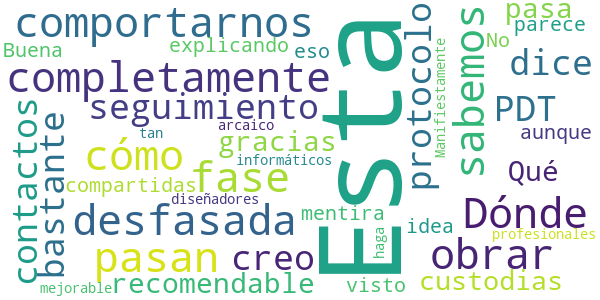 comportarnos
pasa
explicando
eso
No
parece
Buena
completamente
dice
seguimiento
arcaico
tan
gracias
informáticos
cómo
fase
compartidas
diseñadores
desfasada
mentira
pasan
creo
recomendable
mejorable
visto
contactos
bastante
Esta
haga
protocolo
Manifiestamente
sabemos
PDT
aunque
Qué
Dónde
idea
profesionales
obrar
custodias